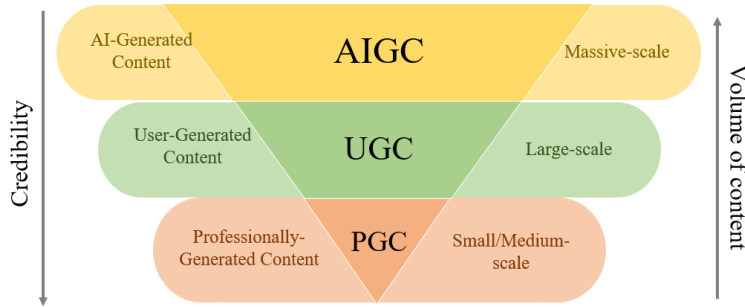 Credibility
AI-Generated
Content
AIGC
Massive-scale
User-Generated
Content
UGC
Large-scale
Professionally-
Generated Content
PGC
Small/Medium-
scale
Volume of
content